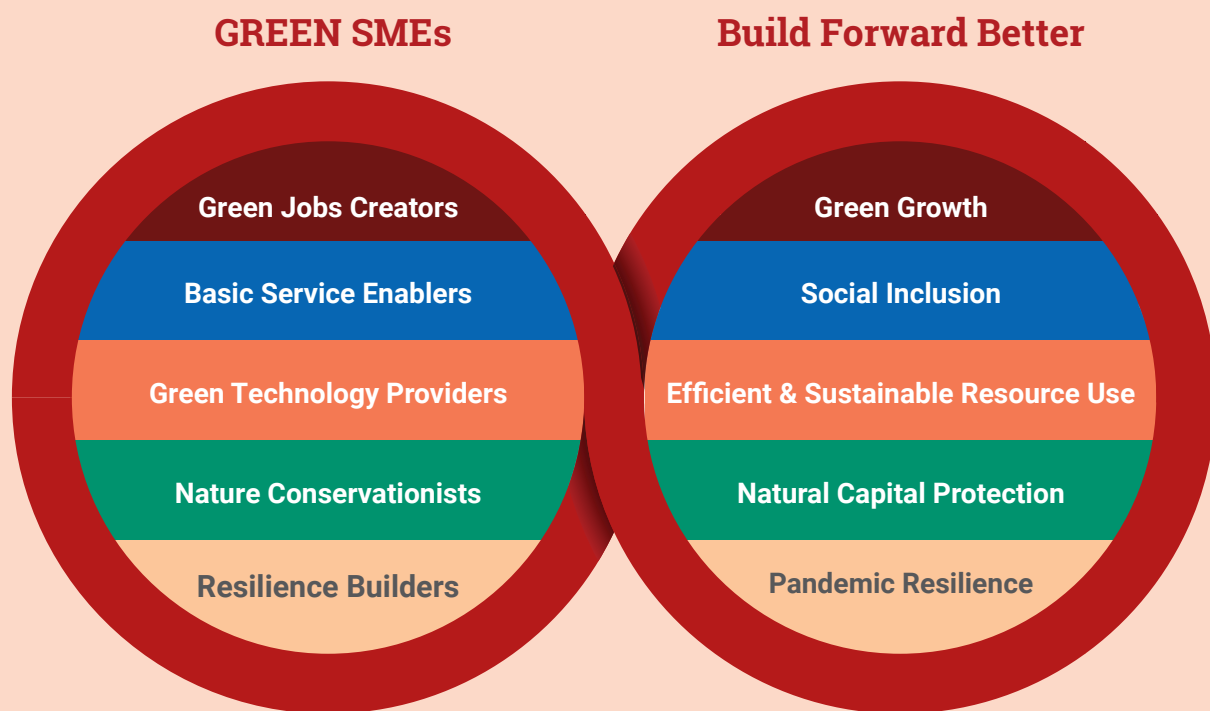 GREEN SMEs
Green Jobs Creators
Basic Service Enablers
Green Technology Providers
Nature Conservationists
Resilience Builders
Build Forward Better
Green Growth
Social Inclusion
Efficient & Sustainable Resource Use
Natural Capital Protection
Pandemic Resilience